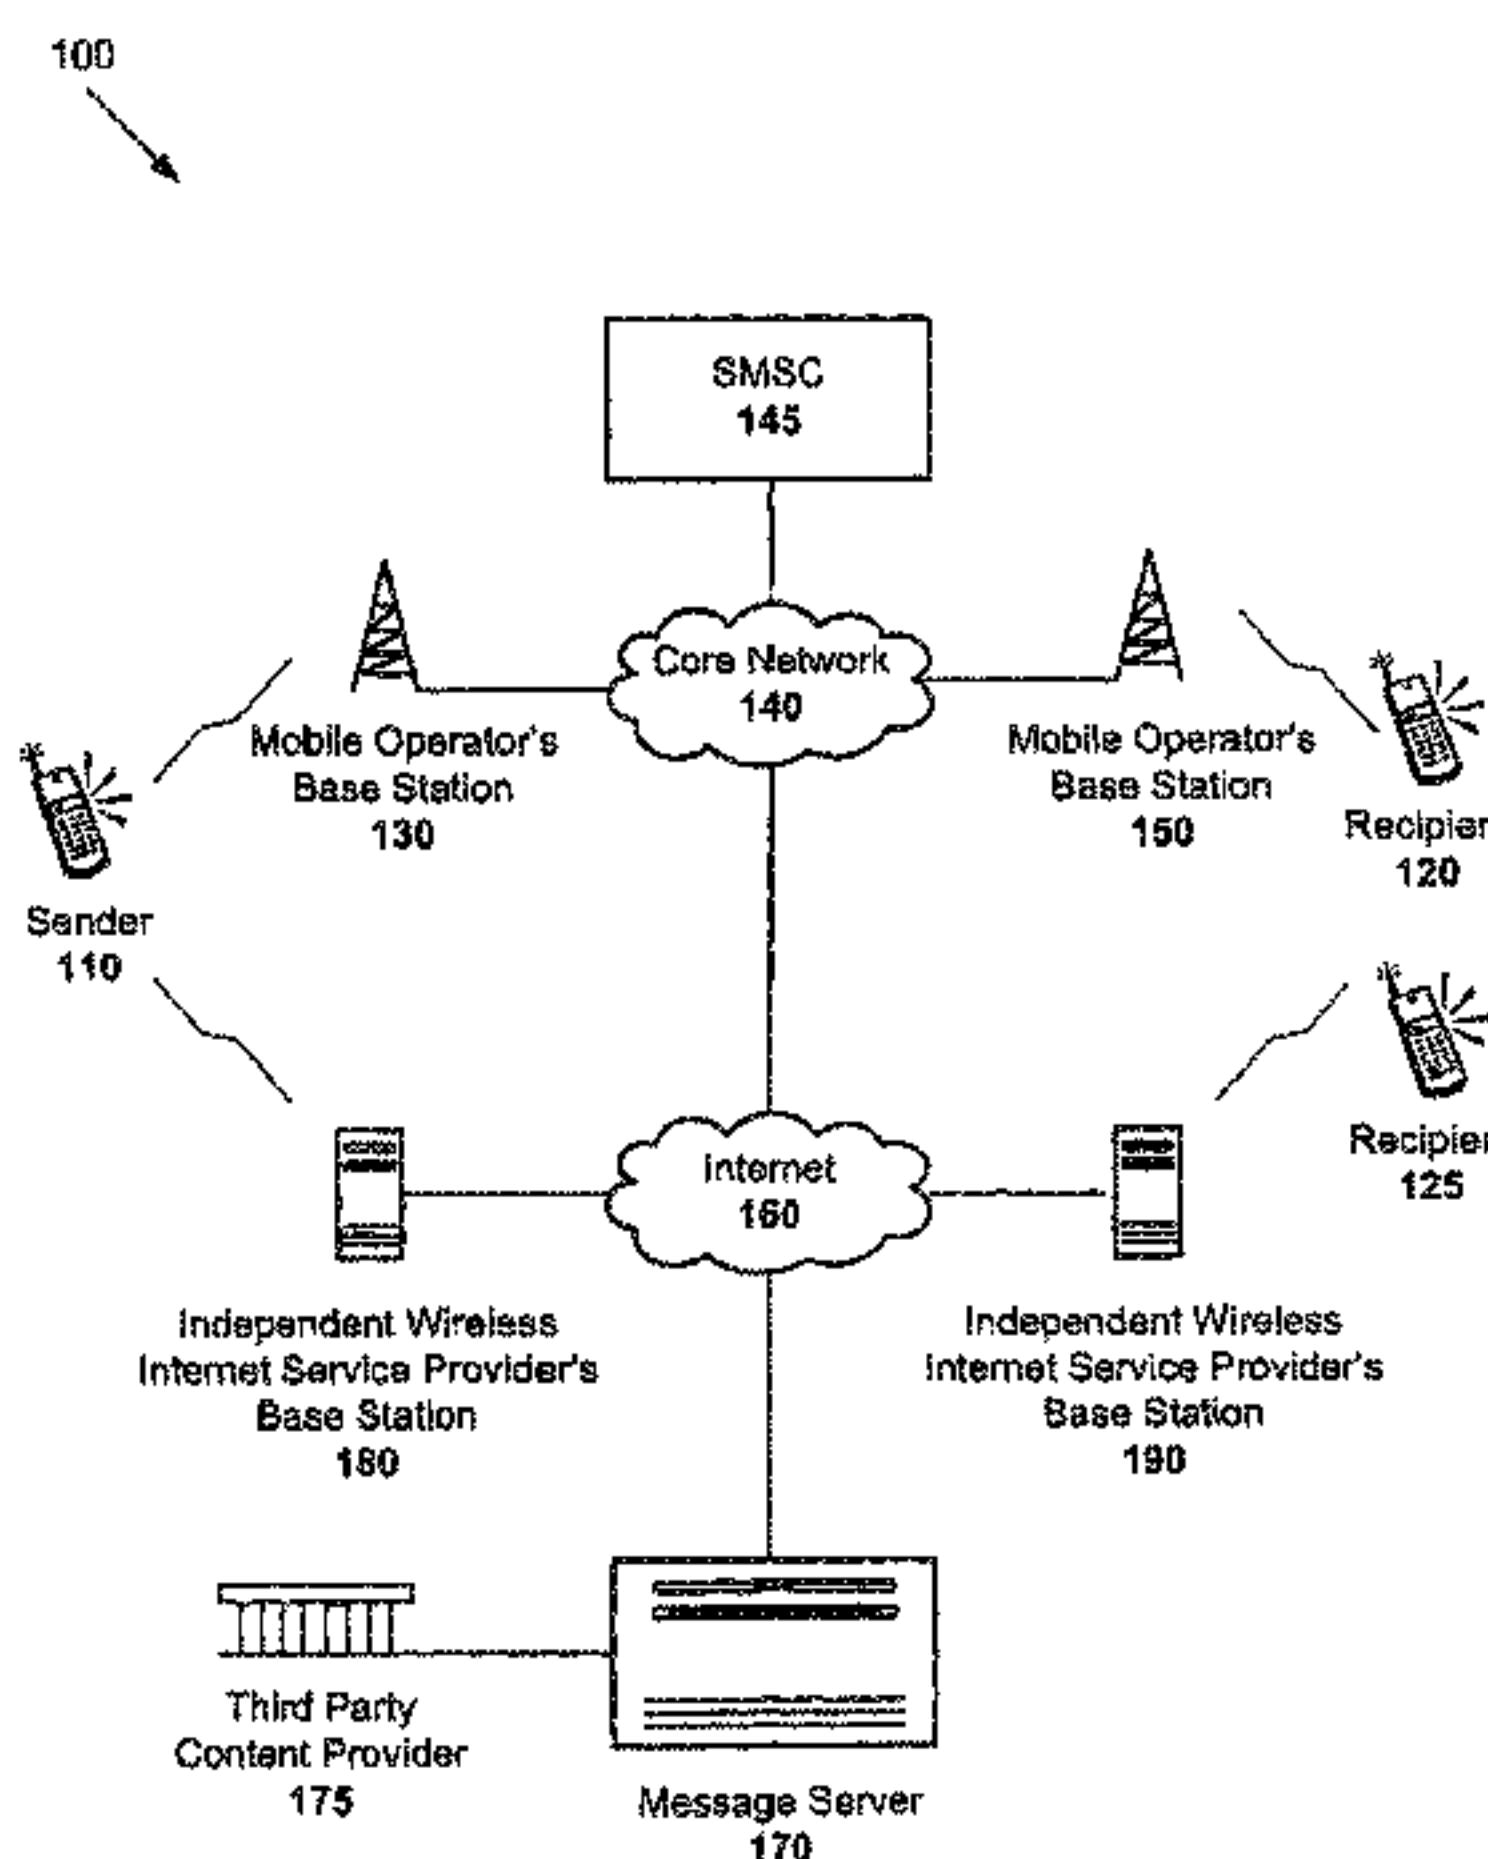 100
SMSC
145
Core Network
140
Mobile Operator's
Base Station
130
Mobile Operator's
Base Station
150
Recipien
120
Sender
110
Recipien
125
Internet
160
Independent Wireless
Internet Service Provider's
Base Station
180
Independent Wireless
Internet Service Provider's
Base Station
190
Third Party
Content Provider
175
Message Server
170